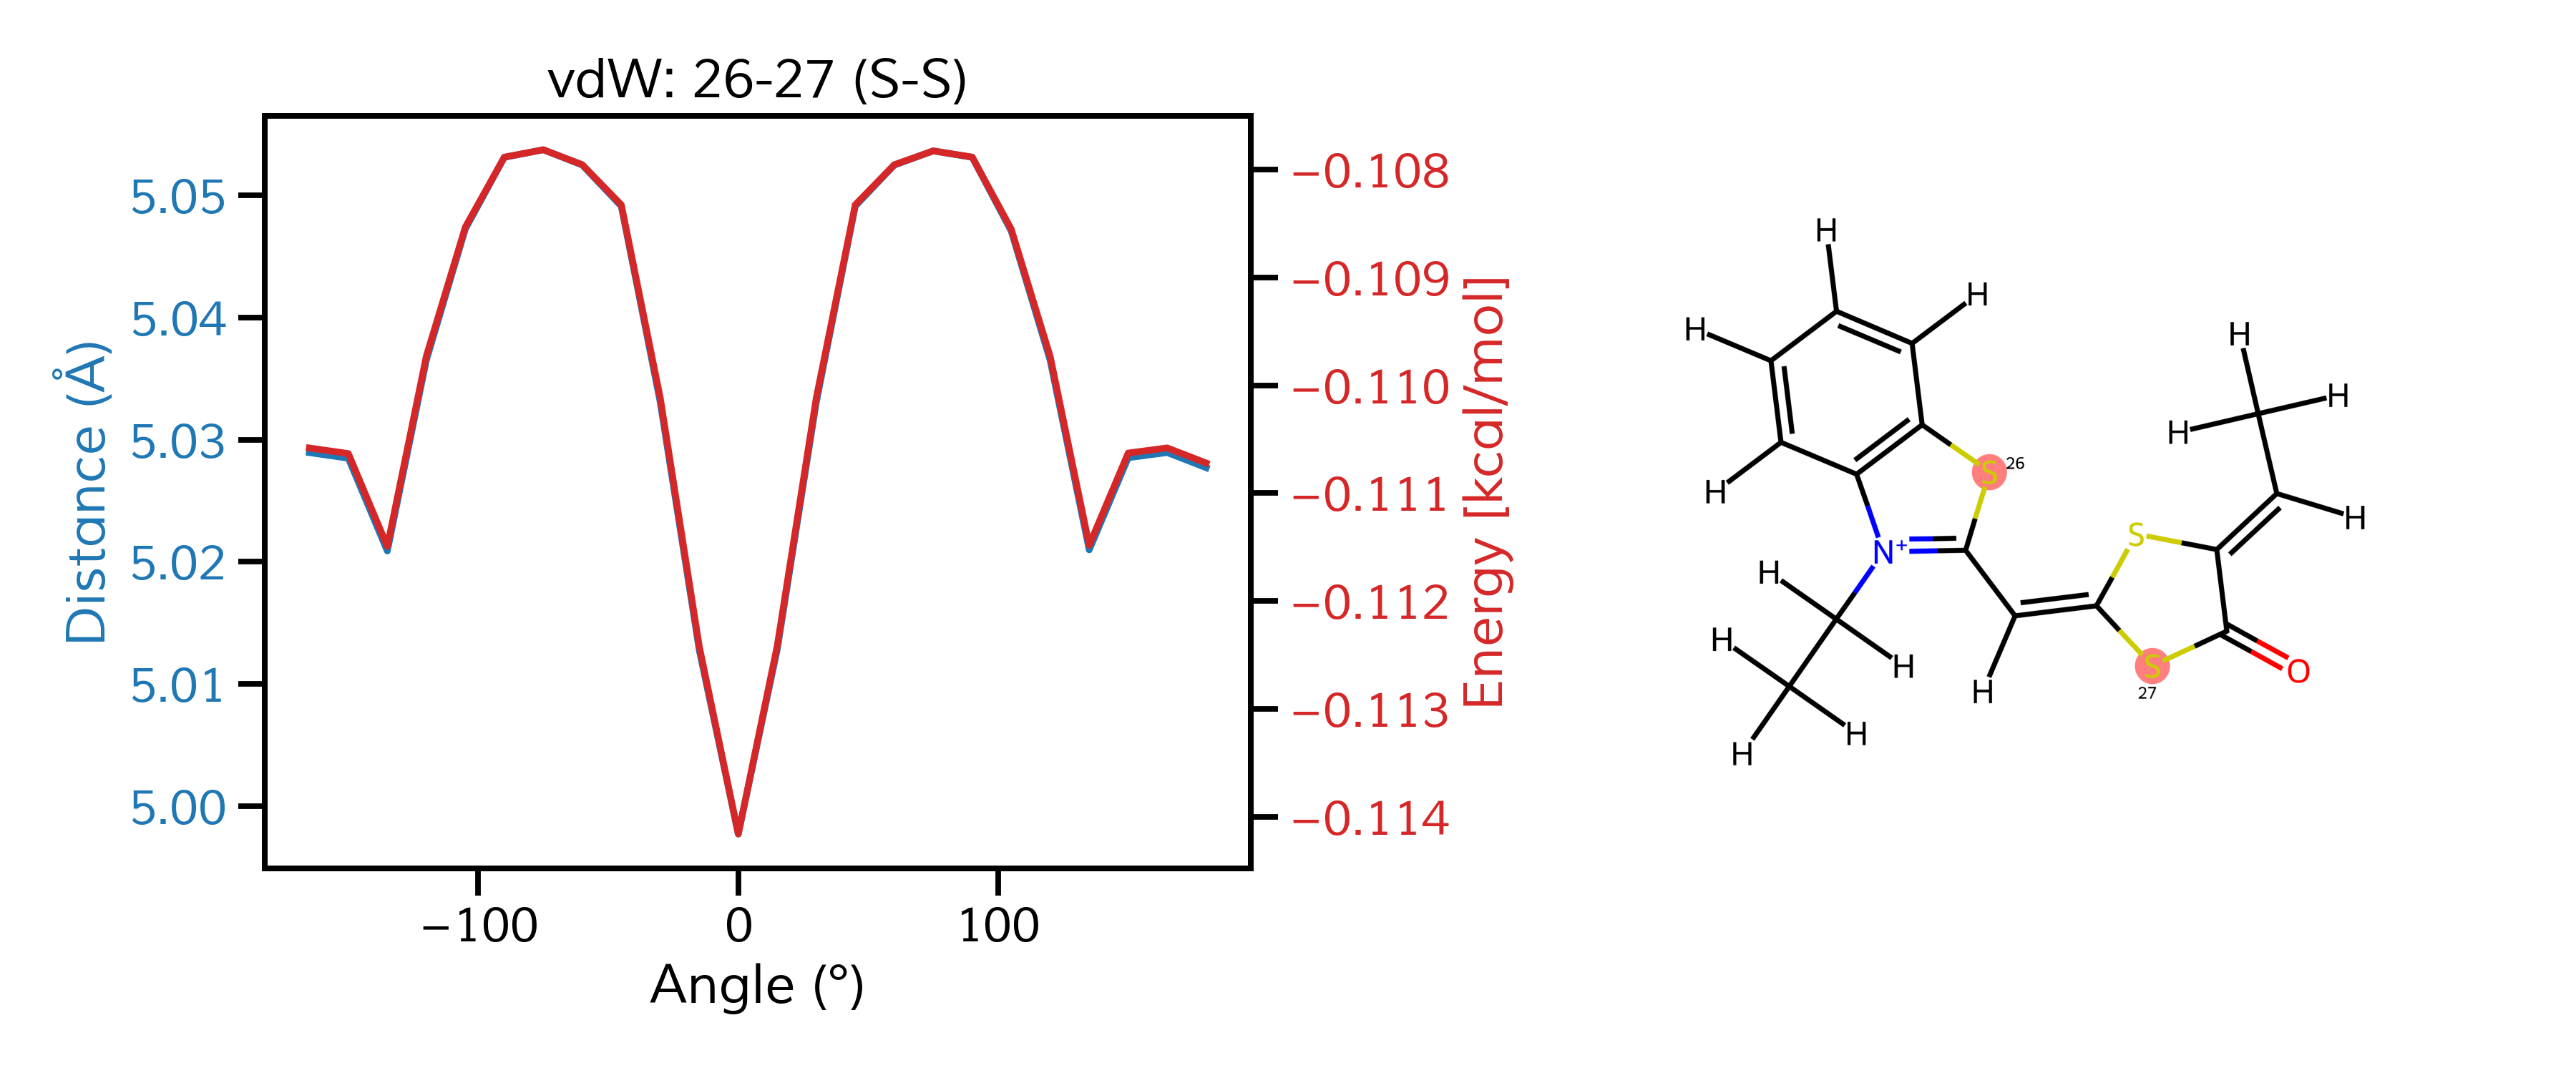 vdW: 26-27 (S-S)
5.05
5.04
5.03
5.02
5.01
5.00
Distance (Å)
−100
0
100
Angle (°)
−0.108
−0.109
−0.110
−0.111
−0.112
−0.113
−0.114
Energy [kcal/mol]
H
H
H
H
H
H
H
S 26
H
H
S
N+
H
H
H
S
27
O
H
H
H